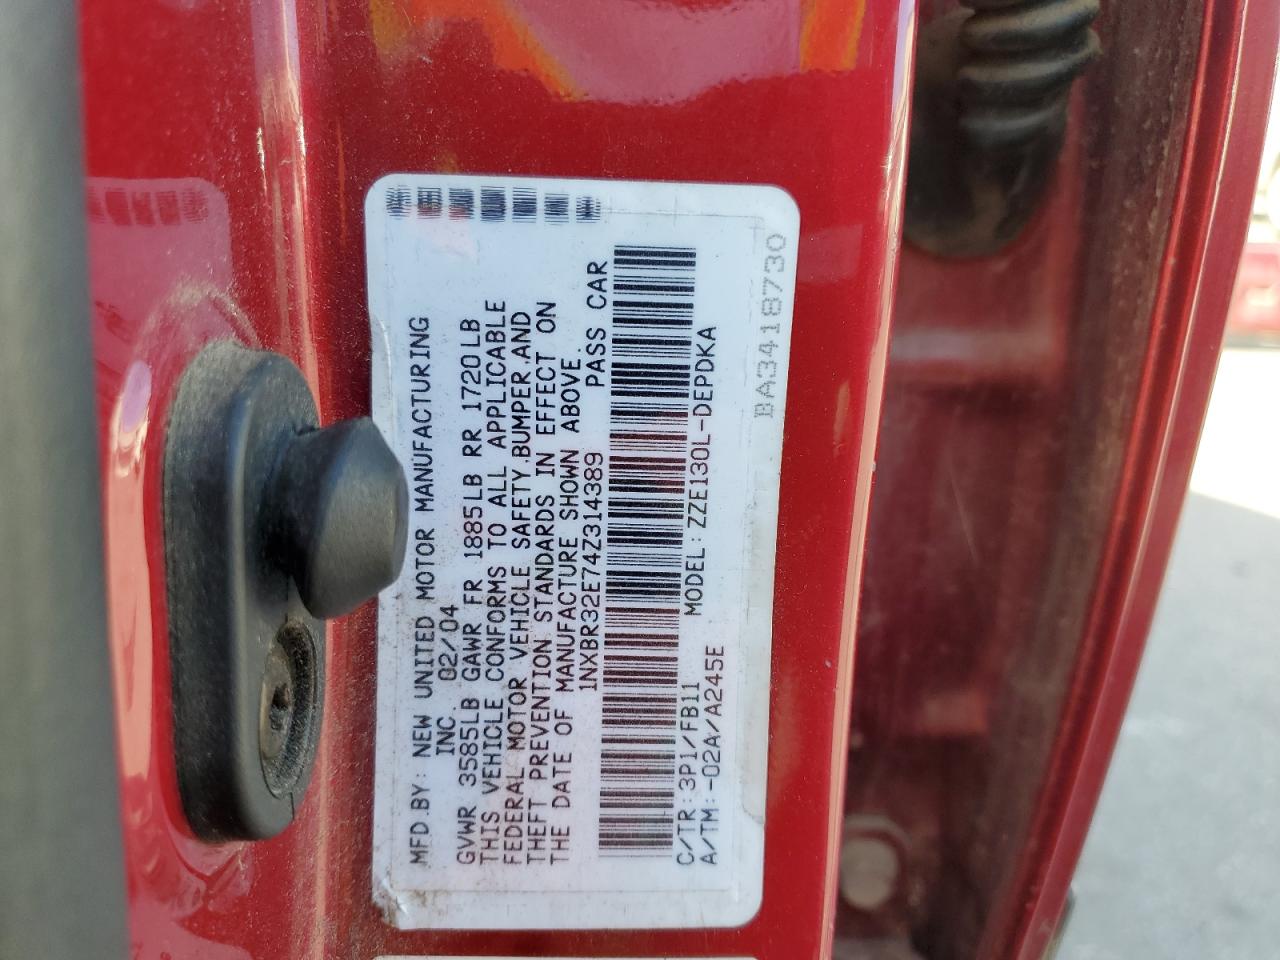 MFD.BY: NEW UNITED MOTOR MANUFACTURING
INC. 02/04
GVWR 3585LB GAWR FR 1885LB RR 1720LB
THIS VEHICLE CONFORMS TO ALL APPLICABLE
FEDERAL MOTOR VEHICLE SAFETY,BUMPER,AND
THEFT PREVENTION STANDARDS IN EFFECT ON
THE DATE OF MANUFACTURE SHOWN ABOVE.
1NXBR32E74Z314389 PASS CAR
C/TR:3P1/FB11 MODEL:ZZE130L-DEPDKA
A/TM:-02A/A245E
BA3418730